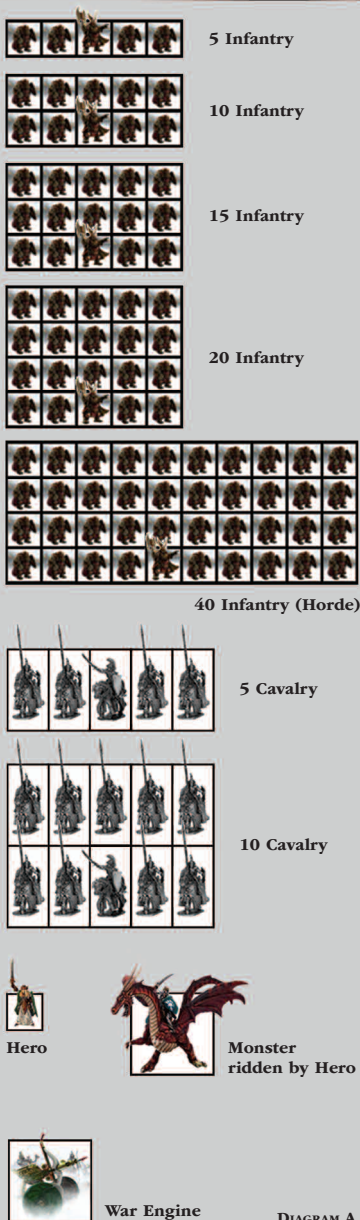 5 Infantry
10 Infantry
15 Infantry
20 Infantry
40 Infantry (Horde)
5 Cavalry
10 Cavalry
Hero
Monster
ridden by Hero
War Engine
Diagram A